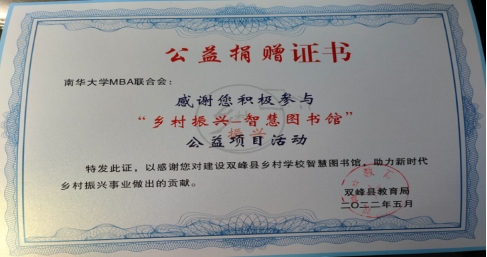 公益捐赠证书
南华大学MBA联合会：
感谢您积极参与
“乡村振兴-智慧图书馆”
振兴
公益项目活动
特发此证，以感谢您对建设双峰县乡村学校智慧图书馆，助力新时代
乡村振兴事业做出的贡献。
双峰县教育局
二〇二二年五月